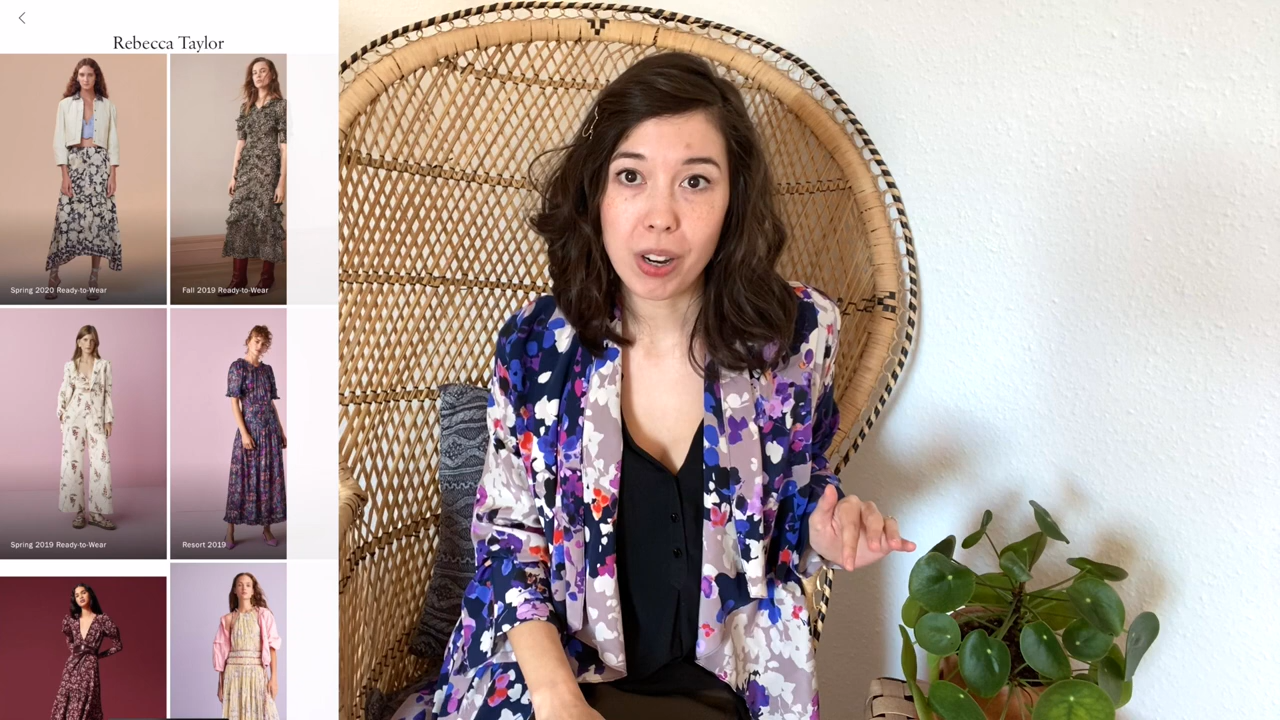 Rebecca Taylor
Spring 2020 Ready-to-Wear
Fall 2019 Ready-to-Wear
Spring 2019 Ready-to-Wear
Resort 2019